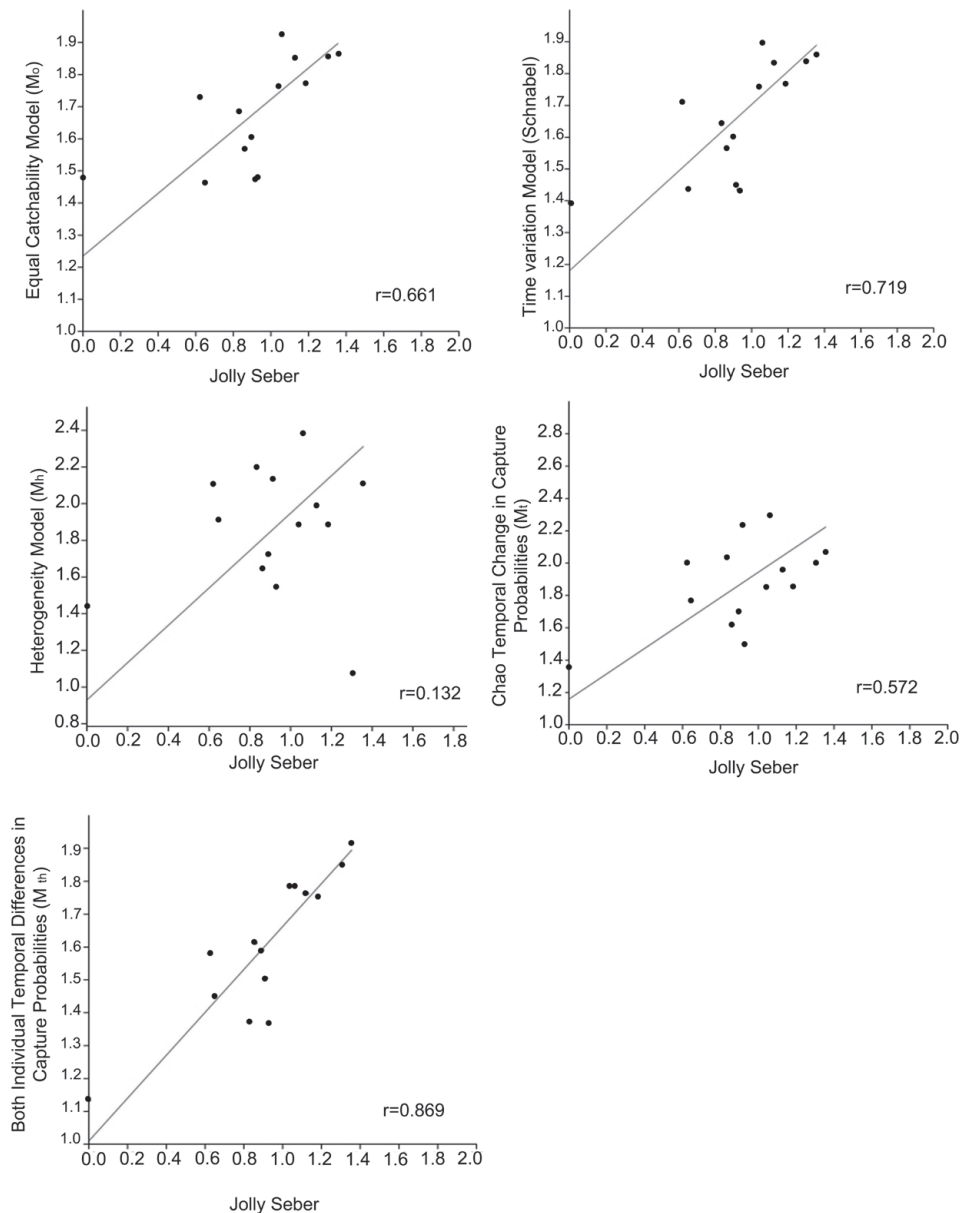 Equal Catchability Model (Mo)
1.9
1.8
1.7
1.6
1.5
1.4
1.3
1.2
1.1
1.0
r=0.661
0.0 0.2 0.4 0.6 0.8 1.0 1.2 1.4 1.6 1.8 2.0
Jolly Seber
Time variation Model (Schnabel)
1.9
1.8
1.7
1.6
1.5
1.4
1.3
1.2
1.1
1.0
r=0.719
0.0 0.2 0.4 0.6 0.8 1.0 1.2 1.4 1.6 1.8 2.0
Jolly Seber
Heterogeneity Model (Mh)
2.4
2.2
2.0
1.8
1.6
1.4
1.2
1.0
0.8
r=0.132
0.0 0.2 0.4 0.6 0.8 1.0 1.2 1.4 1.6 1.8
Jolly Seber
Chao Temporal Change in Capture
Probabilities (Mt)
2.8
2.6
2.4
2.2
2.0
1.8
1.6
1.4
1.2
1.0
r=0.572
0.0 0.2 0.4 0.6 0.8 1.0 1.2 1.4 1.6 1.8 2.0
Jolly Seber
Both Individual Temporal Differences in
Capture Probabilities (M th)
1.9
1.8
1.7
1.6
1.5
1.4
1.3
1.2
1.1
1.0
r=0.869
0.0 0.2 0.4 0.6 0.8 1.0 1.2 1.4 1.6 1.8 2.0
Jolly Seber